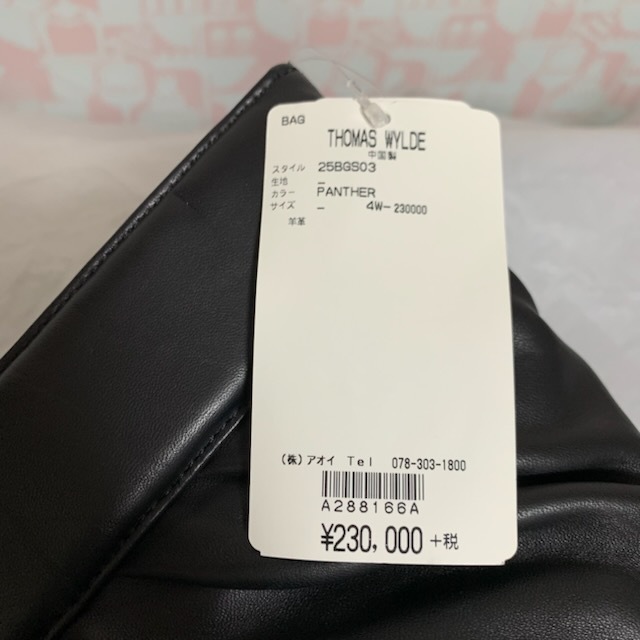 BAG
THOMAS WYLDE
中国製
スタイル 25BGS03
生地 -
カラー PANTHER
サイズ - 4W-230000
羊革
(株)アオイ Tel 078-303-1800
A288166A
¥230,000 +税